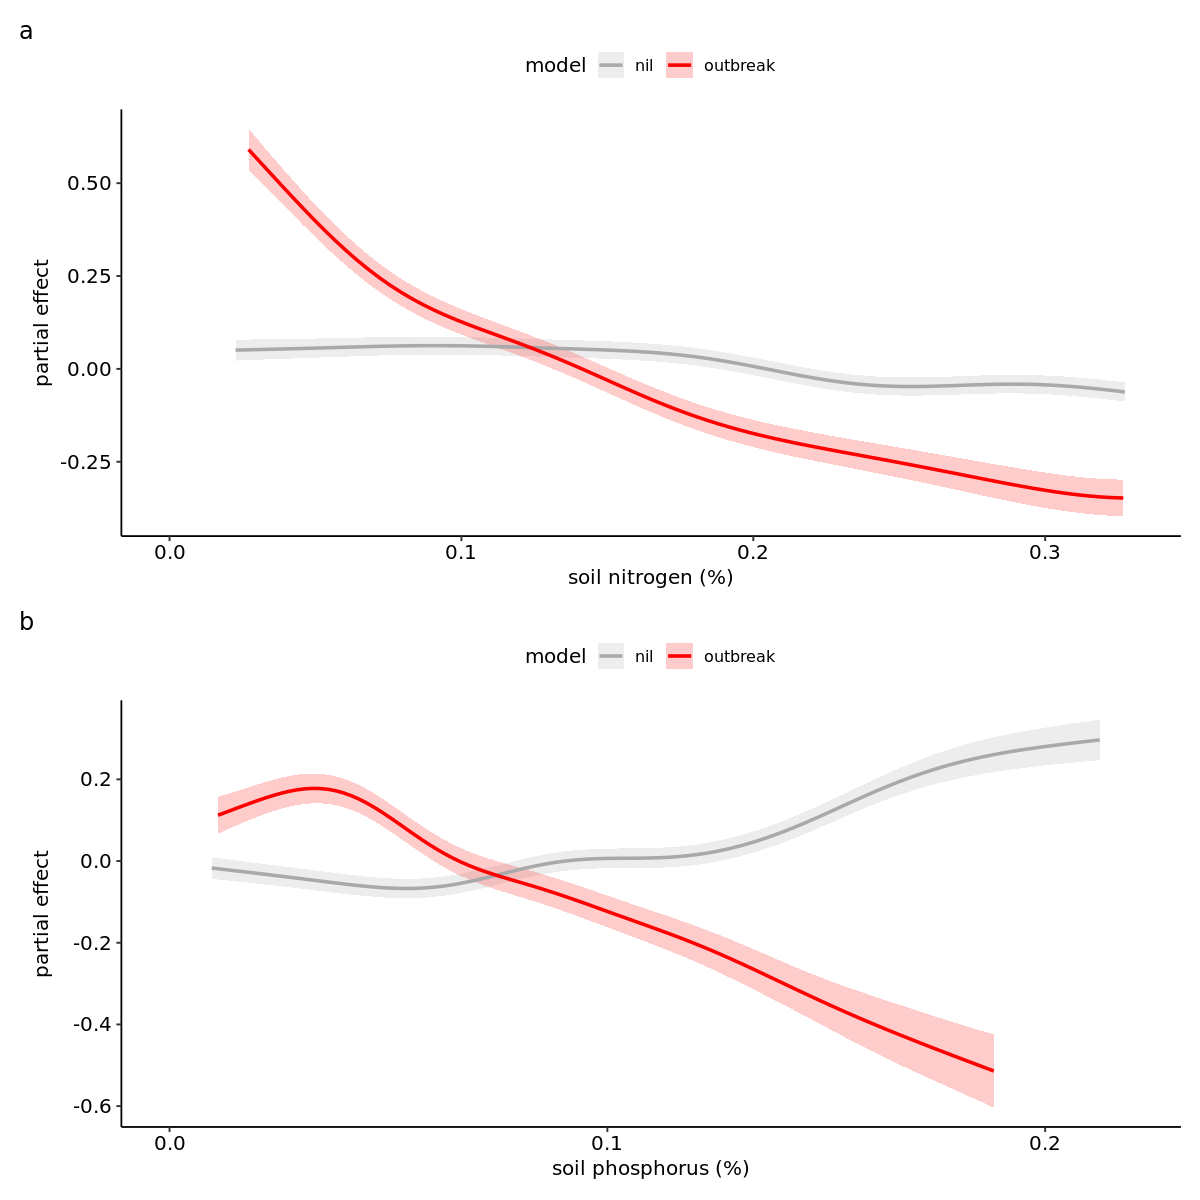 a
model nil outbreak
partial effect
0.50
0.25
0.00
-0.25
0.0 0.1 0.2 0.3
soil nitrogen (%)
b
model nil outbreak
partial effect
0.2
0.0
-0.2
-0.4
-0.6
0.0 0.1 0.2
soil phosphorus (%)